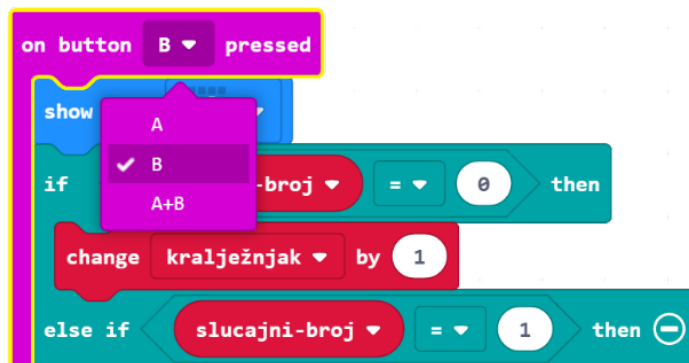 on button B pressed
show
A
B
A+B
if -broj = 0 then
change kralježnjak by 1
else if slucajni-broj = 1 then